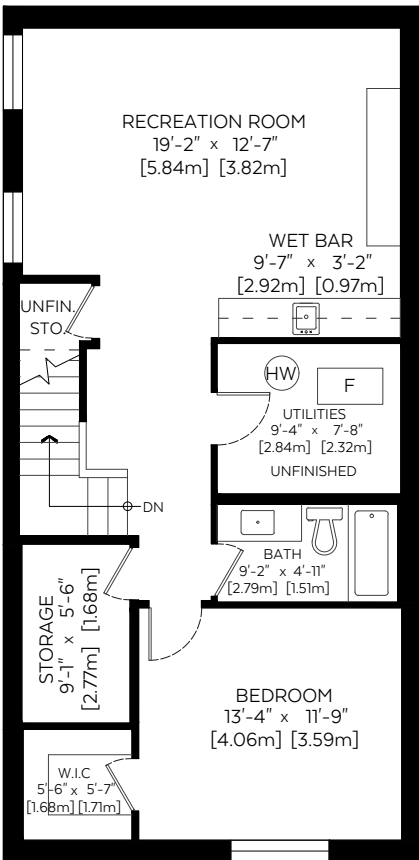 RECREATION ROOM
19'-2" x 12'-7"
[5.84m] [3.82m]
WET BAR
9'-7" x 3'-2"
[2.92m] [0.97m]
UNFIN.
STO.
HW
F
UTILITIES
9'-4" x 7'-8"
[2.84m] [2.32m]
UNFINISHED
DN
BATH
9'-2" x 4'-11"
[2.79m] [1.51m]
STORAGE
9'-1" x 5'-6"
[2.77m] [1.68m]
BEDROOM
13'-4" x 11'-9"
[4.06m] [3.59m]
W.I.C
5'-6" x 5'-7"
[1.68m] [1.71m]